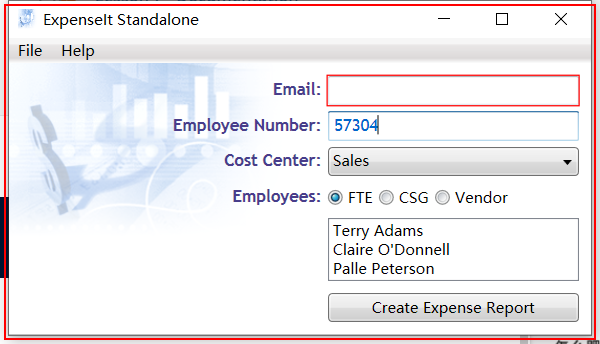 ExpenseIt Standalone
File Help
Email:
Employee Number: 57304
Cost Center: Sales
Employees: FTE CSG Vendor
Terry Adams
Claire O'Donnell
Palle Peterson
Create Expense Report